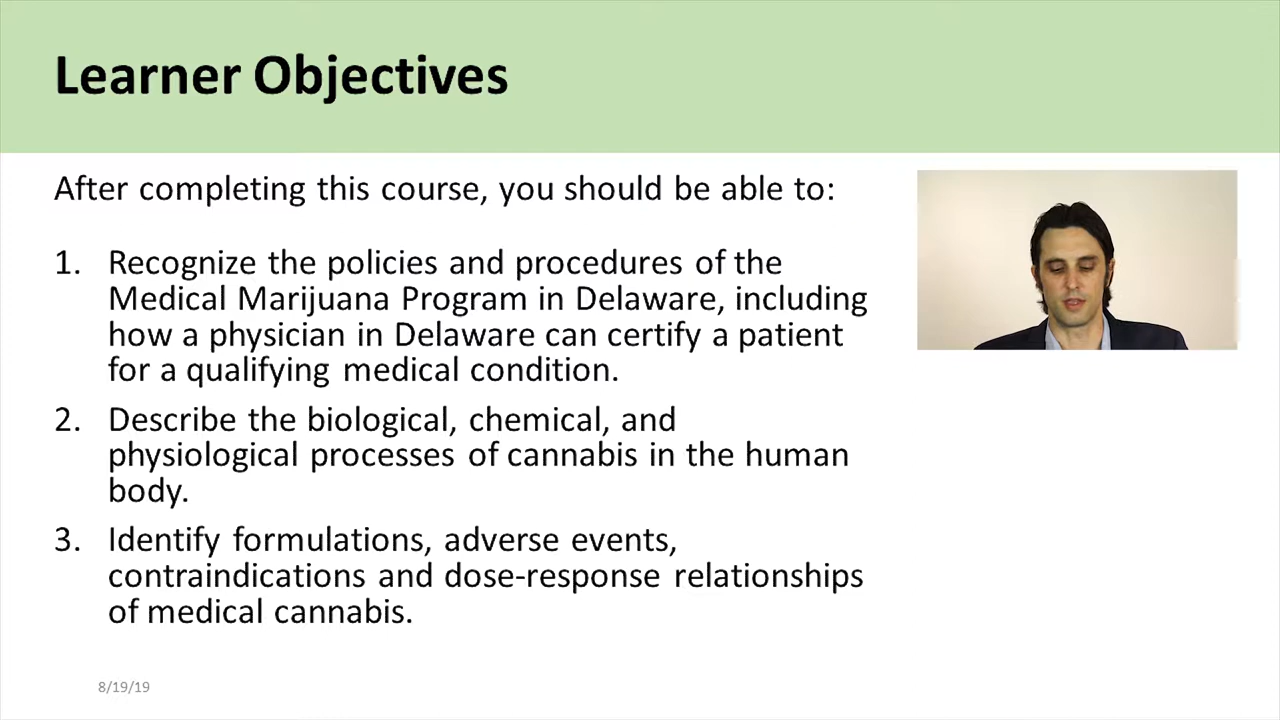 Learner Objectives
After completing this course, you should be able to:
1. Recognize the policies and procedures of the
Medical Marijuana Program in Delaware, including
how a physician in Delaware can certify a patient
for a qualifying medical condition.
2. Describe the biological, chemical, and
physiological processes of cannabis in the human
body.
3. Identify formulations, adverse events,
contraindications and dose-response relationships
of medical cannabis.
8/19/19